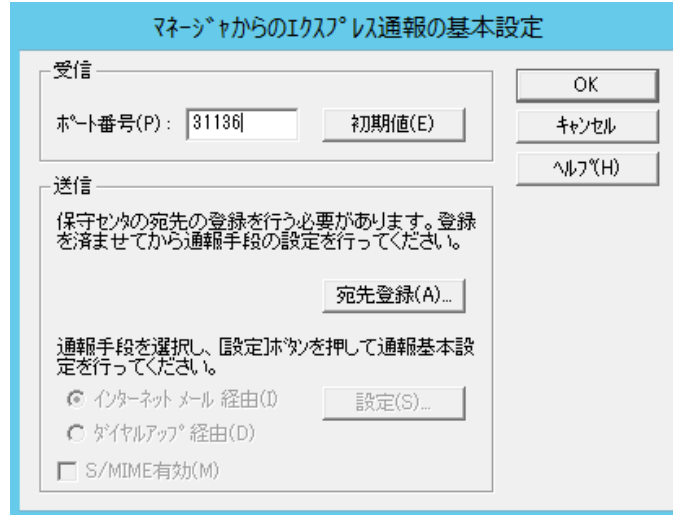 ﾏﾈｰｼﾞｬからのｴｸｽﾌﾟﾚｽ通報の基本設定
受信
ﾎﾟｰﾄ番号(P)： 31136 初期値(E)
OK
ｷｬﾝｾﾙ
ﾍﾙﾌﾟ(H)
送信
保守ｾﾝﾀの宛先の登録を行う必要があります。登録
を済ませてから通報手段の設定を行ってください。
宛先登録(A)...
通報手段を選択し、[設定]ﾎﾞﾀﾝを押して通報基本設
定を行ってください。
ｲﾝﾀｰﾈｯﾄ ﾒｰﾙ 経由(I) 設定(S)...
ﾀﾞｲﾔﾙｱｯﾌﾟ 経由(D)
S/MIME有効(M)